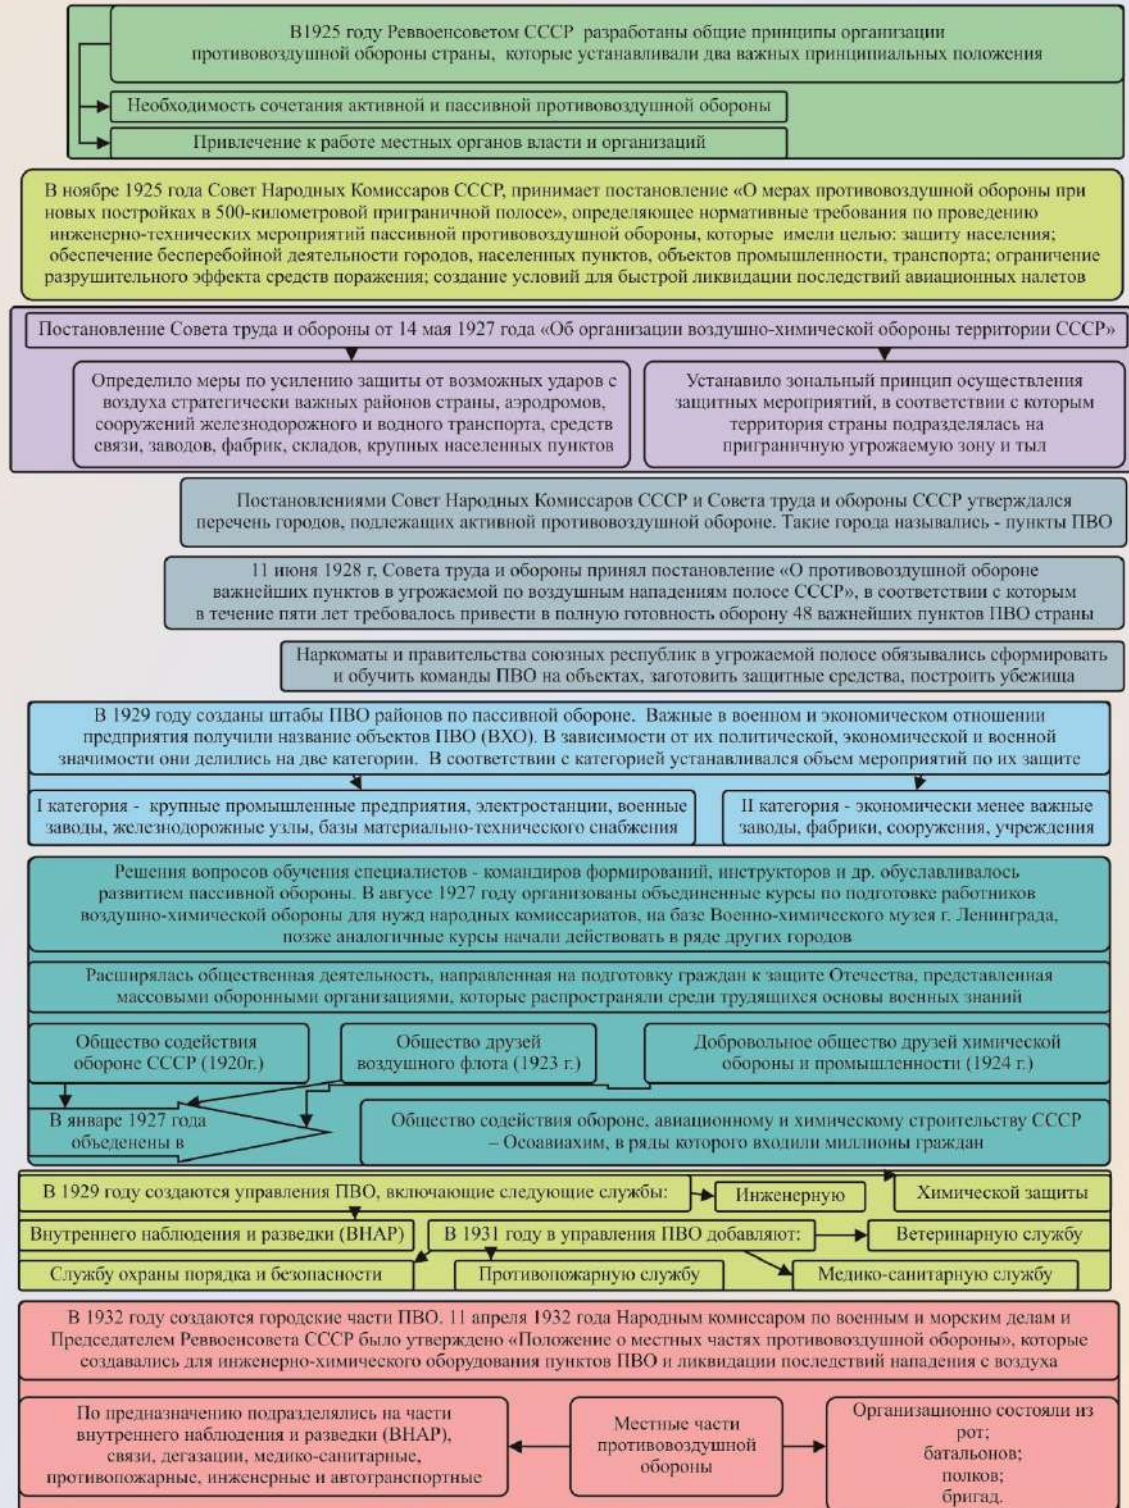 В1925 году Реввоенсоветом СССР разработаны общие принципы организации
противовоздушной обороны страны, которые устанавливали два важных принципиальных положения
Необходимость сочетания активной и пассивной противовоздушной обороны
Привлечение к работе местных органов власти и организаций
В ноябре 1925 года Совет Народных Комиссаров СССР, принимает постановление «О мерах противовоздушной обороны при
новых постройках в 500-километровой приграничной полосе», определяющее нормативные требования по проведению
инженерно-технических мероприятий пассивной противовоздушной обороны, которые имели целью: защиту населения;
обеспечение бесперебойной деятельности городов, населенных пунктов, объектов промышленности, транспорта; ограничение
разрушительного эффекта средств поражения; создание условий для быстрой ликвидации последствий авиационных налетов
Постановление Совета труда и обороны от 14 мая 1927 года «Об организации воздушно-химической обороны территории СССР»
Определило меры по усилению защиты от возможных ударов с
воздуха стратегически важных районов страны, аэродромов,
сооружений железнодорожного и водного транспорта, средств
связи, заводов, фабрик, складов, крупных населенных пунктов
Устанавило зональный принцип осуществления
защитных мероприятий, в соответствии с которым
территория страны подразделялась на
приграничную угрожаемую зону и тыл
Постановлениями Совет Народных Комиссаров СССР и Совета труда и обороны СССР утверждался
перечень городов, подлежащих активной противовоздушной обороне. Такие города назывались - пункты ПВО
11 июня 1928 г, Совета труда и обороны принял постановление «О противовоздушной обороне
важнейших пунктов в угрожаемой по воздушным нападениям полосе СССР», в соответствии с которым
в течение пяти лет требовалось привести в полную готовность оборону 48 важнейших пунктов ПВО страны
Наркоматы и правительства союзных республик в угрожаемой полосе обязывались сформировать
и обучить команды ПВО на объектах, заготовить защитные средства, построить убежища
В 1929 году созданы штабы ПВО районов по пассивной обороне. Важные в военном и экономическом отношении
предприятия получили название объектов ПВО (ВХО). В зависимости от их политической, экономической и военной
значимости они делились на две категории. В соответствии с категорией устанавливался объем мероприятий по их защите
I категория - крупные промышленные предприятия, электростанции, военные
заводы, железнодорожные узлы, базы материально-технического снабжения
II категория - экономически менее важные
заводы, фабрики, сооружения, учреждения
Решения вопросов обучения специалистов - командиров формирований, инструкторов и др. обуславливалось
развитием пассивной обороны. В авгусе 1927 году организованы объединенные курсы по подготовке работников
воздушно-химической обороны для нужд народных комиссариатов, на базе Военно-химического музея г. Ленинграда,
позже аналогичные курсы начали действовать в ряде других городов
Расширялась общественная деятельность, направленная на подготовку граждан к защите Отечества, представленная
массовыми оборонными организациями, которые распространяли среди трудящихся основы военных знаний
Общество содействия
обороне СССР (1920г.)
Общество друзей
воздушного флота (1923 г.)
Добровольное общество друзей химической
обороны и промышленности (1924 г.)
В январе 1927 года
объеденены в
Общество содействия обороне, авиационному и химическому строительству СССР
– Осоавиахим, в ряды которого входили миллионы граждан
В 1929 году создаются управления ПВО, включающие следующие службы:
Инженерную
Химической защиты
Внутреннего наблюдения и разведки (ВНАР)
В 1931 году в управления ПВО добавляют:
Ветеринарную службу
Службу охраны порядка и безопасности
Противопожарную службу
Медико-санитарную службу
В 1932 году создаются городские части ПВО. 11 апреля 1932 года Народным комиссаром по военным и морским делам и
Председателем Реввоенсовета СССР было утверждено «Положение о местных частях противовоздушной обороны», которые
создавались для инженерно-химического оборудования пунктов ПВО и ликвидации последствий нападения с воздуха
По предназначению подразделялись на части
внутреннего наблюдения и разведки (ВНАР),
связи, дегазации, медико-санитарные,
противопожарные, инженерные и автотранспортные
Местные части
противовоздушной
обороны
Организационно состояли из
рот;
батальонов;
полков;
бригад.